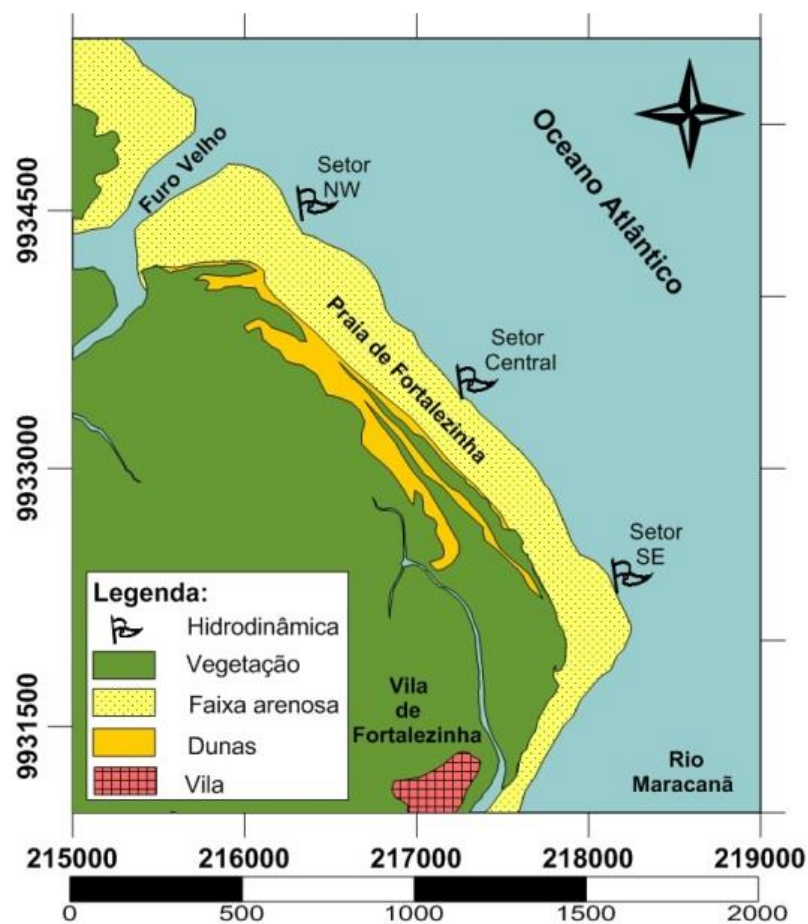 Furo Velho
Setor
NW
Oceano Atlântico
Praia de Fortalezinha
Setor
Central
Setor
SE
9934500
9933000
9931500
Legenda:
Hidrodinâmica
Vegetação
Faixa arenosa
Dunas
Vila
Vila
de
Fortalezinha
Rio
Maracanã
215000 216000 217000 218000 219000
0 500 1000 1500 2000